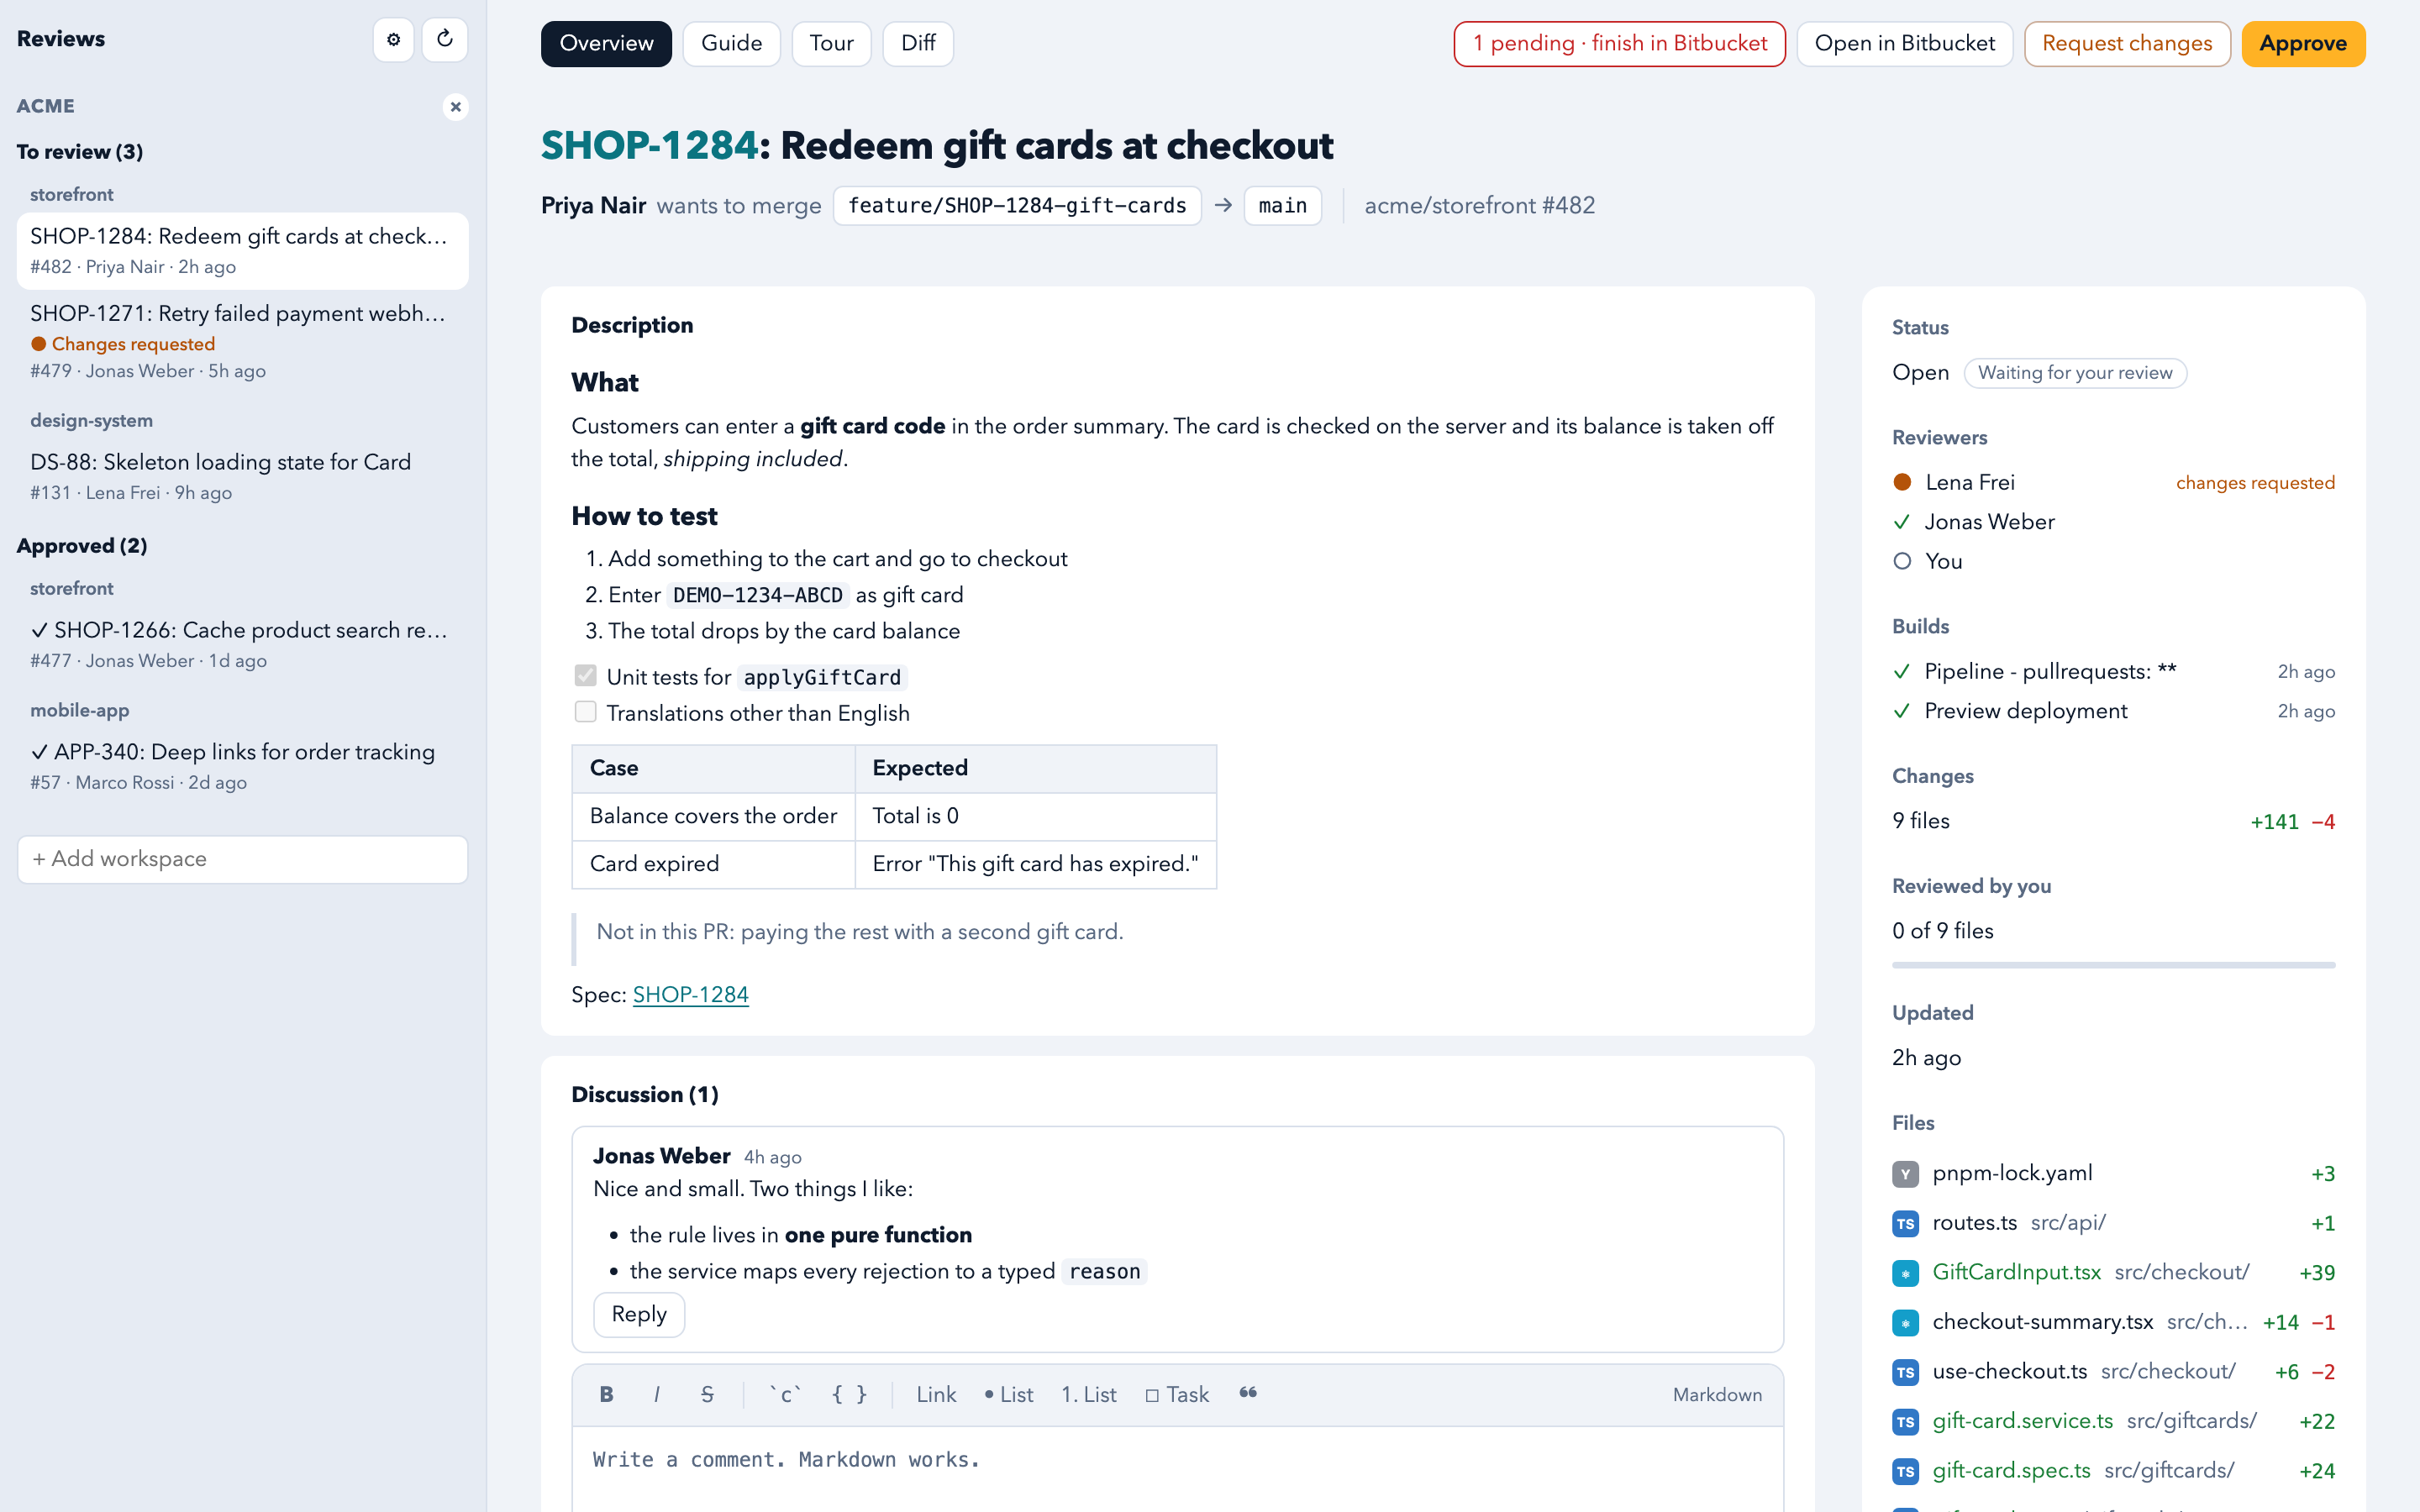 Reviews
ACME
To review (3)
storefront
SHOP-1284: Redeem gift cards at check…
#482 · Priya Nair · 2h ago
SHOP-1271: Retry failed payment webh…
Changes requested
#479 · Jonas Weber · 5h ago
design-system
DS-88: Skeleton loading state for Card
#131 · Lena Frei · 9h ago
Approved (2)
storefront
✓ SHOP-1266: Cache product search re…
#477 · Jonas Weber · 1d ago
mobile-app
✓ APP-340: Deep links for order tracking
#57 · Marco Rossi · 2d ago
+ Add workspace
Overview Guide Tour Diff
1 pending · finish in Bitbucket Open in Bitbucket Request changes Approve
SHOP-1284: Redeem gift cards at checkout
Priya Nair wants to merge feature/SHOP-1284-gift-cards → main acme/storefront #482
Description
What
Customers can enter a gift card code in the order summary. The card is checked on the server and its balance is taken off
the total, shipping included.
How to test
1. Add something to the cart and go to checkout
2. Enter DEMO-1234-ABCD as gift card
3. The total drops by the card balance
Unit tests for applyGiftCard
Translations other than English
Case Expected
Balance covers the order Total is 0
Card expired Error "This gift card has expired."
Not in this PR: paying the rest with a second gift card.
Spec: SHOP-1284
Discussion (1)
Jonas Weber 4h ago
Nice and small. Two things I like:
• the rule lives in one pure function
• the service maps every rejection to a typed reason
Reply
B I S `c` { } Link • List 1. List ☐ Task ❝ Markdown
Write a comment. Markdown works.
Status
Open Waiting for your review
Reviewers
Lena Frei changes requested
✓ Jonas Weber
You
Builds
✓ Pipeline - pullrequests: ** 2h ago
✓ Preview deployment 2h ago
Changes
9 files +141 −4
Reviewed by you
0 of 9 files
Updated
2h ago
Files
Y pnpm-lock.yaml +3
TS routes.ts src/api/ +1
GiftCardInput.tsx src/checkout/ +39
checkout-summary.tsx src/ch… +14 −1
TS use-checkout.ts src/checkout/ +6 −2
TS gift-card.service.ts src/giftcards/ +22
TS gift-card.spec.ts src/giftcards/ +24